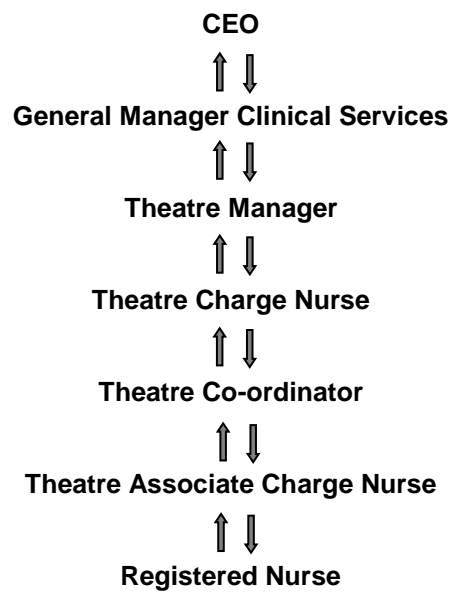 CEO
General Manager Clinical Services
Theatre Manager
Theatre Charge Nurse
Theatre Co-ordinator
Theatre Associate Charge Nurse
Registered Nurse